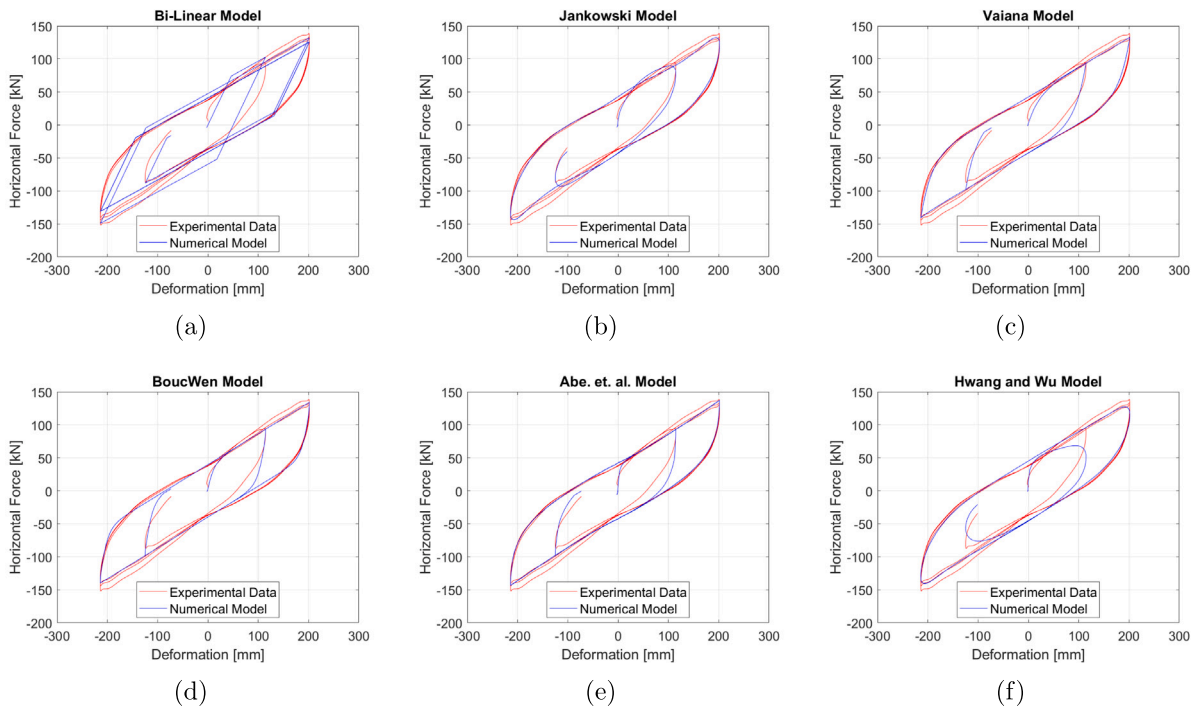 Bi-Linear Model
150
100
50
0
-50
-100
-150
-200
Horizontal Force [kN]
Experimental Data
Numerical Model
-300 -200 -100 0 100 200 300
Deformation [mm]
(a)
Jankowski Model
150
100
50
0
-50
-100
-150
-200
Horizontal Force [kN]
Experimental Data
Numerical Model
-300 -200 -100 0 100 200 300
Deformation [mm]
(b)
Vaiana Model
150
100
50
0
-50
-100
-150
-200
Horizontal Force [kN]
Experimental Data
Numerical Model
-300 -200 -100 0 100 200 300
Deformation [mm]
(c)
BoucWen Model
150
100
50
0
-50
-100
-150
-200
Horizontal Force [kN]
Experimental Data
Numerical Model
-300 -200 -100 0 100 200 300
Deformation [mm]
(d)
Abe. et. al. Model
150
100
50
0
-50
-100
-150
-200
Horizontal Force [kN]
Experimental Data
Numerical Model
-300 -200 -100 0 100 200 300
Deformation [mm]
(e)
Hwang and Wu Model
150
100
50
0
-50
-100
-150
-200
Horizontal Force [kN]
Experimental Data
Numerical Model
-300 -200 -100 0 100 200 300
Deformation [mm]
(f)